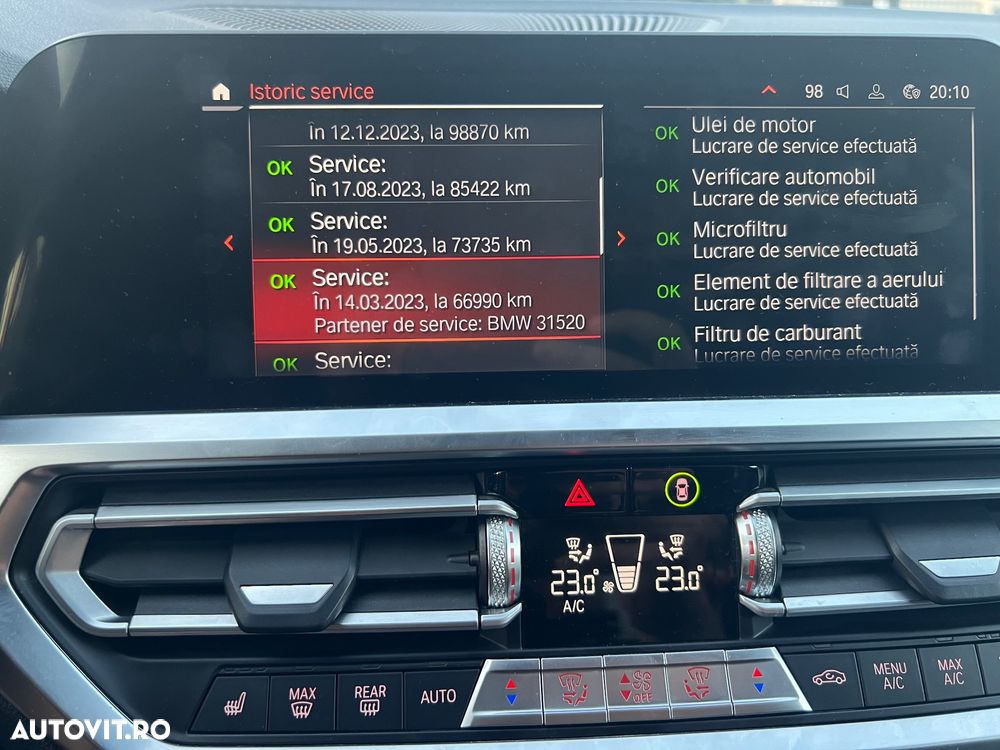 Istoric service
98
20:10
În 12.12.2023, la 98870 km
OK Service:
În 17.08.2023, la 85422 km
OK Service:
În 19.05.2023, la 73735 km
OK Service:
În 14.03.2023, la 66990 km
Partener de service: BMW 31520
OK Service:
OK Ulei de motor
Lucrare de service efectuată
OK Verificare automobil
Lucrare de service efectuată
OK Microfiltru
Lucrare de service efectuată
OK Element de filtrare a aerului
Lucrare de service efectuată
OK Filtru de carburant
Lucrare de service efectuată
23.0° 23.0°
A/C
MAX
REAR
AUTO
OFF
MENU
A/C
MAX
A/C
AUTOVIT.RO